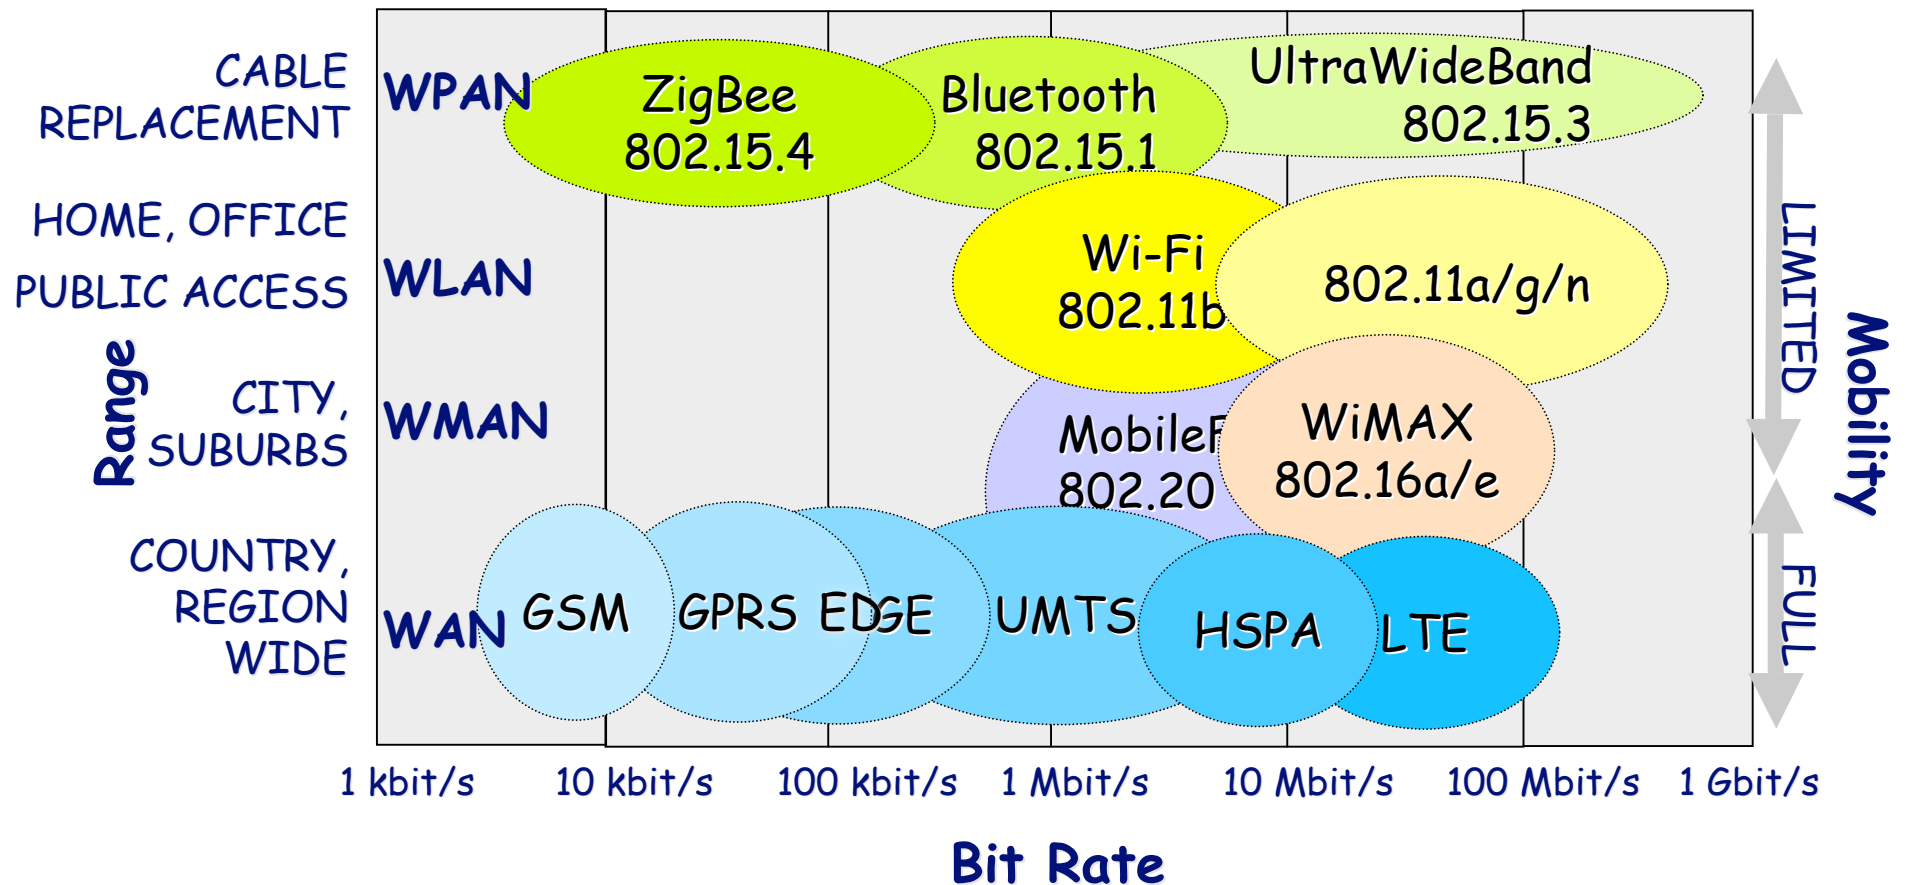 CABLE
REPLACEMENT
WPAN
ZigBee
802.15.4
Bluetooth
802.15.1
UltraWideBand
802.15.3
HOME, OFFICE
PUBLIC ACCESS
WLAN
Wi-Fi
802.11b
802.11a/g/n
LIMITED
Mobility
Range
CITY,
SUBURBS
WMAN
MobileF
802.20
WiMAX
802.16a/e
COUNTRY,
REGION
WIDE
WAN
GSM
GPRS
EDGE
UMTS
HSPA
LTE
FULL
1 kbit/s
10 kbit/s
100 kbit/s
1 Mbit/s
10 Mbit/s
100 Mbit/s
1 Gbit/s
Bit Rate